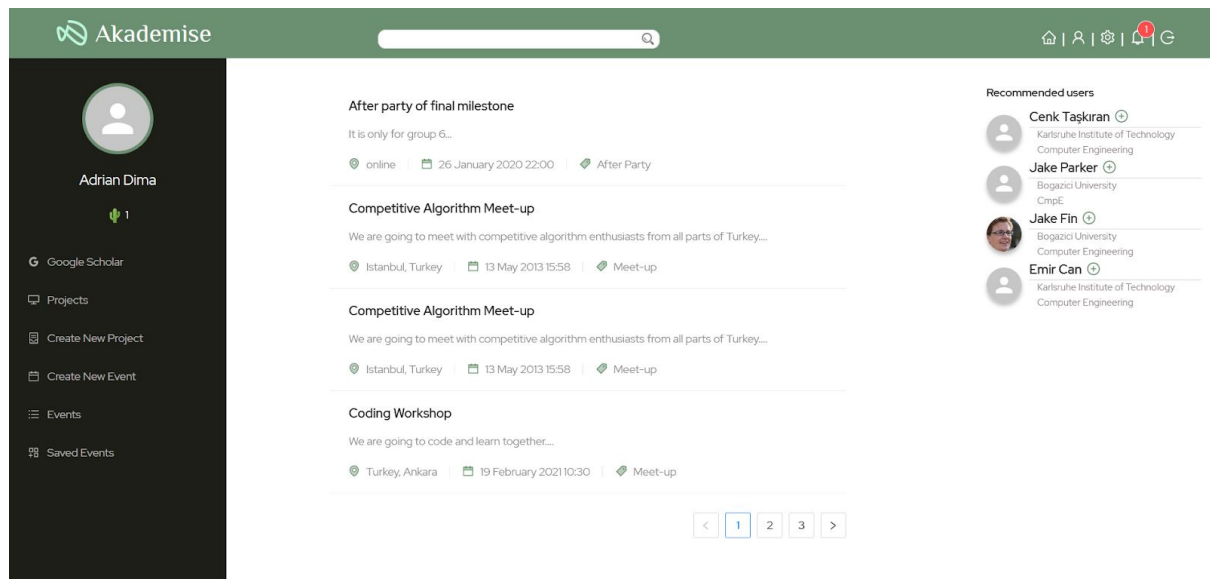 Akademise
1
Adrian Dima
1
Google Scholar
Projects
Create New Project
Create New Event
Events
Saved Events
After party of final milestone
It is only for group 6...
online 26 January 2020 22:00 After Party
Competitive Algorithm Meet-up
We are going to meet with competitive algorithm enthusiasts from all parts of Turkey....
Istanbul, Turkey 13 May 2013 15:58 Meet-up
Competitive Algorithm Meet-up
We are going to meet with competitive algorithm enthusiasts from all parts of Turkey....
Istanbul, Turkey 13 May 2013 15:58 Meet-up
Coding Workshop
We are going to code and learn together....
Turkey, Ankara 19 February 2021 10:30 Meet-up
< 1 2 3 >
Recommended users
Cenk Taşkıran
Karlsruhe Institute of Technology
Computer Engineering
Jake Parker
Bogazici University
CmpE
Jake Fin
Bogazici University
Computer Engineering
Emir Can
Karlsruhe Institute of Technology
Computer Engineering